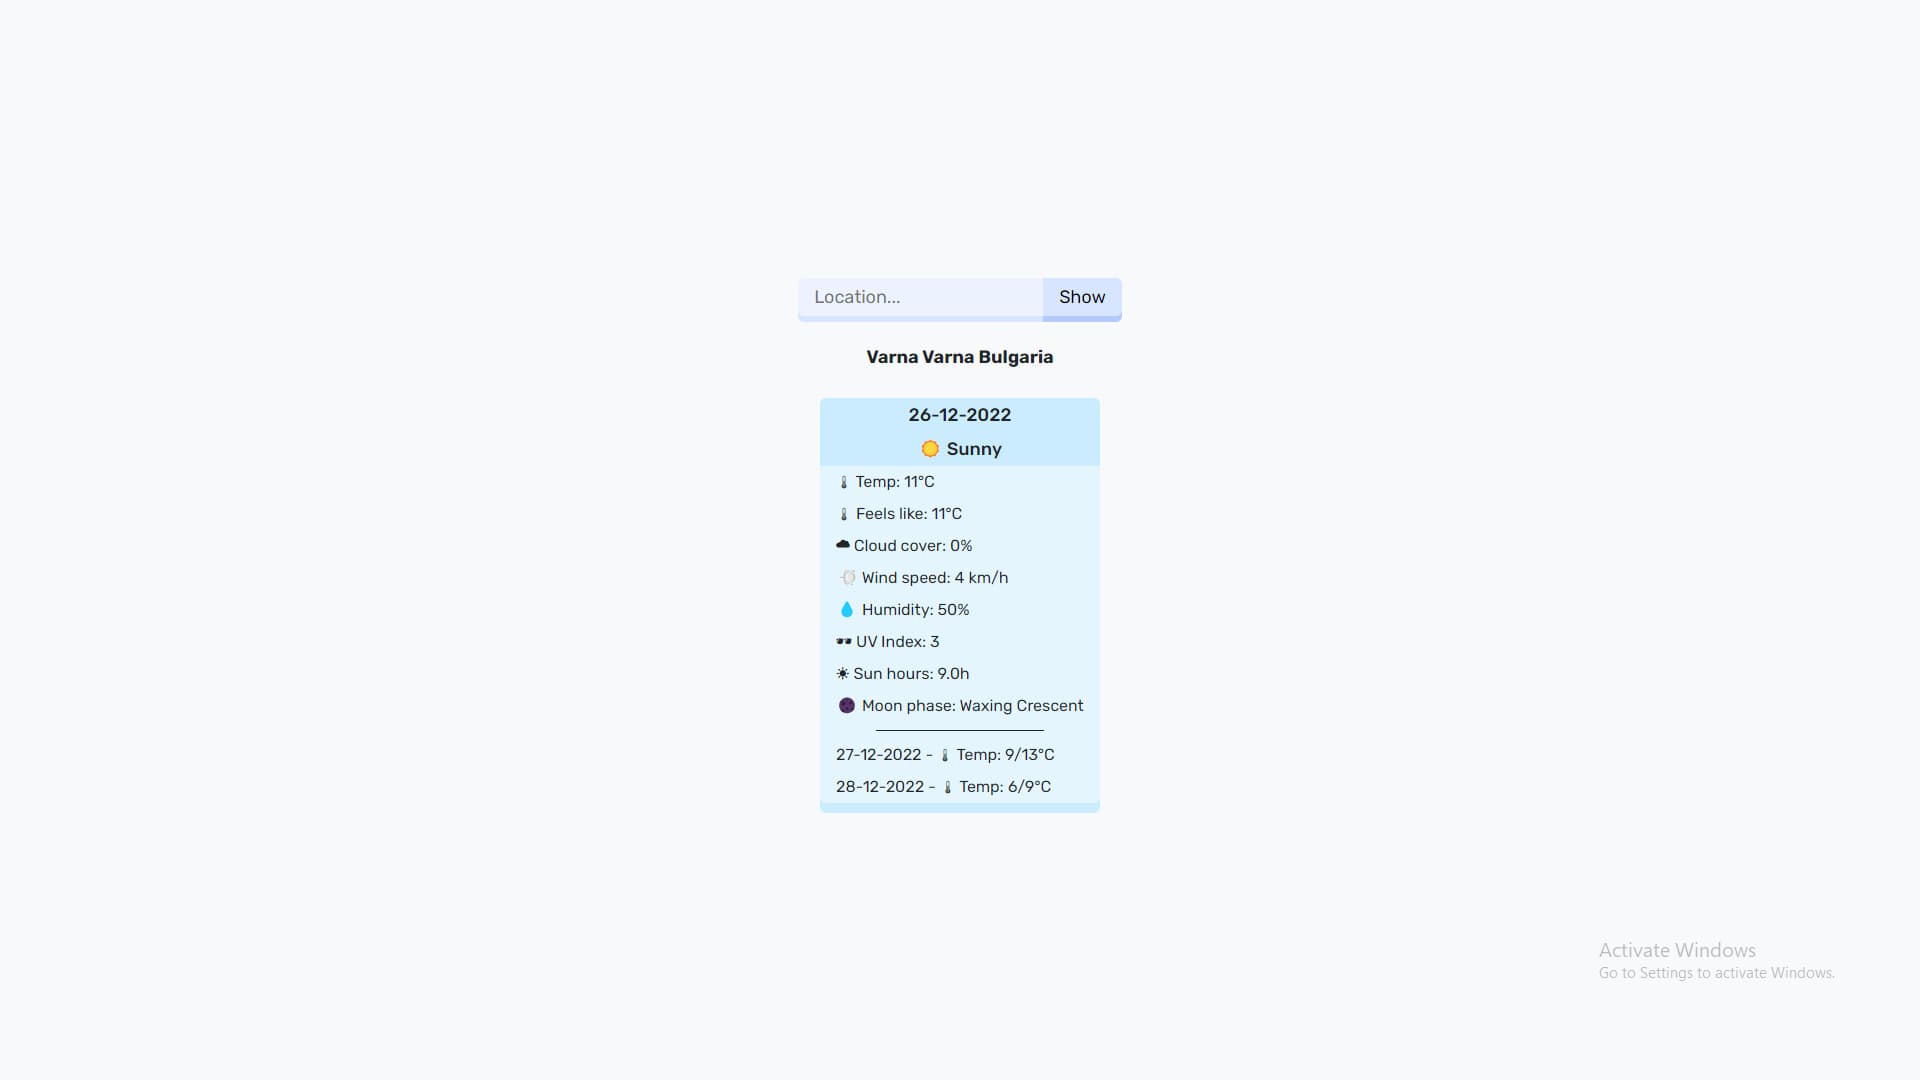 Location...
Show
Varna Varna Bulgaria
26-12-2022
Sunny
Temp: 11°C
Feels like: 11°C
Cloud cover: 0%
Wind speed: 4 km/h
Humidity: 50%
UV Index: 3
Sun hours: 9.0h
Moon phase: Waxing Crescent
27-12-2022 - 🌡 Temp: 9/13°C
28-12-2022 - 🌡 Temp: 6/9°C
Activate Windows
Go to Settings to activate Windows.